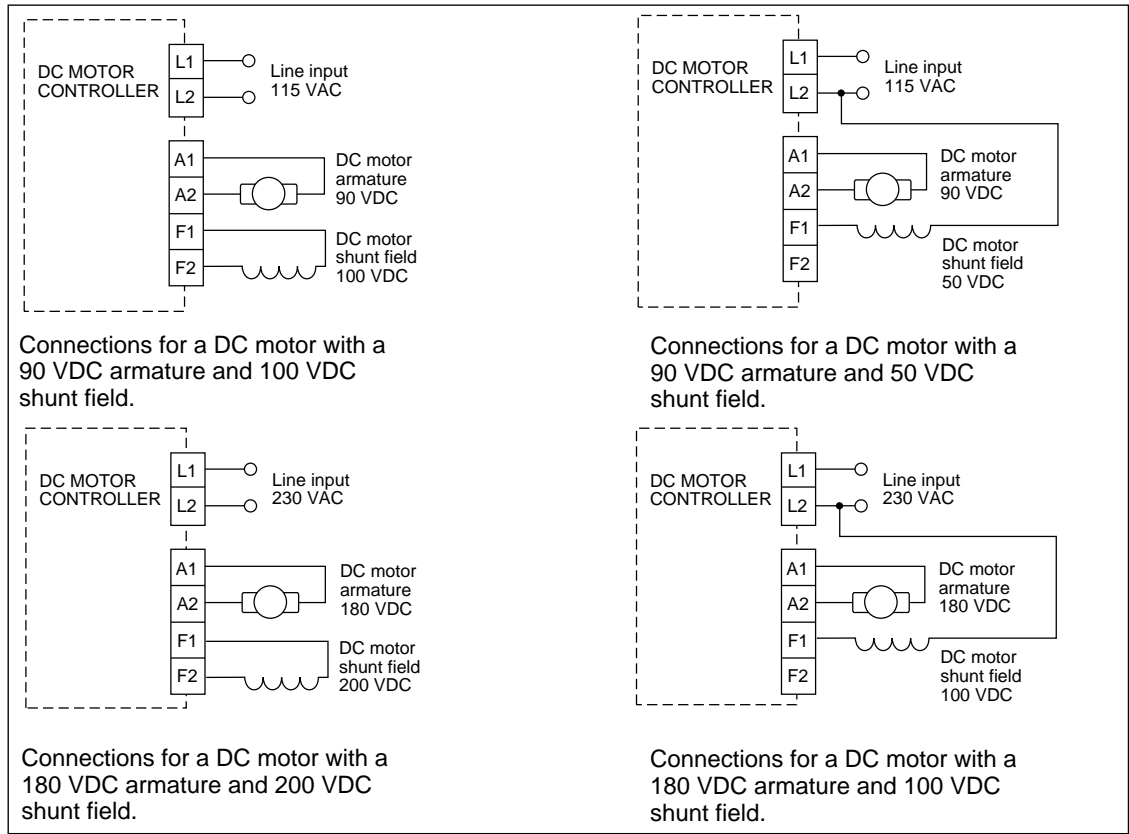 DC MOTOR
CONTROLLER
L1
L2
Line input
115 VAC
A1
A2
F1
F2
DC motor
armature
90 VDC
DC motor
shunt field
100 VDC
Connections for a DC motor with a
90 VDC armature and 100 VDC
shunt field.
DC MOTOR
CONTROLLER
L1
L2
Line input
115 VAC
A1
A2
F1
F2
DC motor
armature
90 VDC
DC motor
shunt field
50 VDC
Connections for a DC motor with a
90 VDC armature and 50 VDC
shunt field.
DC MOTOR
CONTROLLER
L1
L2
Line input
230 VAC
A1
A2
F1
F2
DC motor
armature
180 VDC
DC motor
shunt field
200 VDC
Connections for a DC motor with a
180 VDC armature and 200 VDC
shunt field.
DC MOTOR
CONTROLLER
L1
L2
Line input
230 VAC
A1
A2
F1
F2
DC motor
armature
180 VDC
DC motor
shunt field
100 VDC
Connections for a DC motor with a
180 VDC armature and 100 VDC
shunt field.